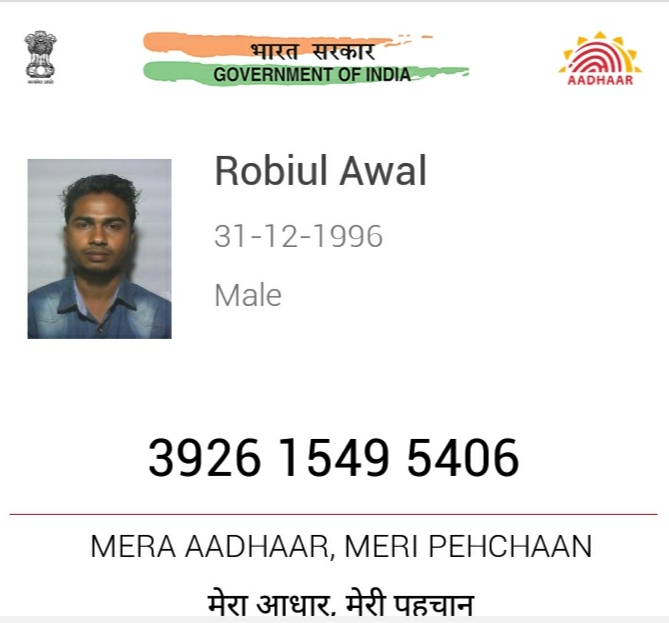 भारत सरकार
GOVERNMENT OF INDIA
AADHAAR
Robiul Awal
31-12-1996
Male
3926 1549 5406
MERA AADHAAR, MERI PEHCHAAN
मेरा आधार, मेरी पहचान